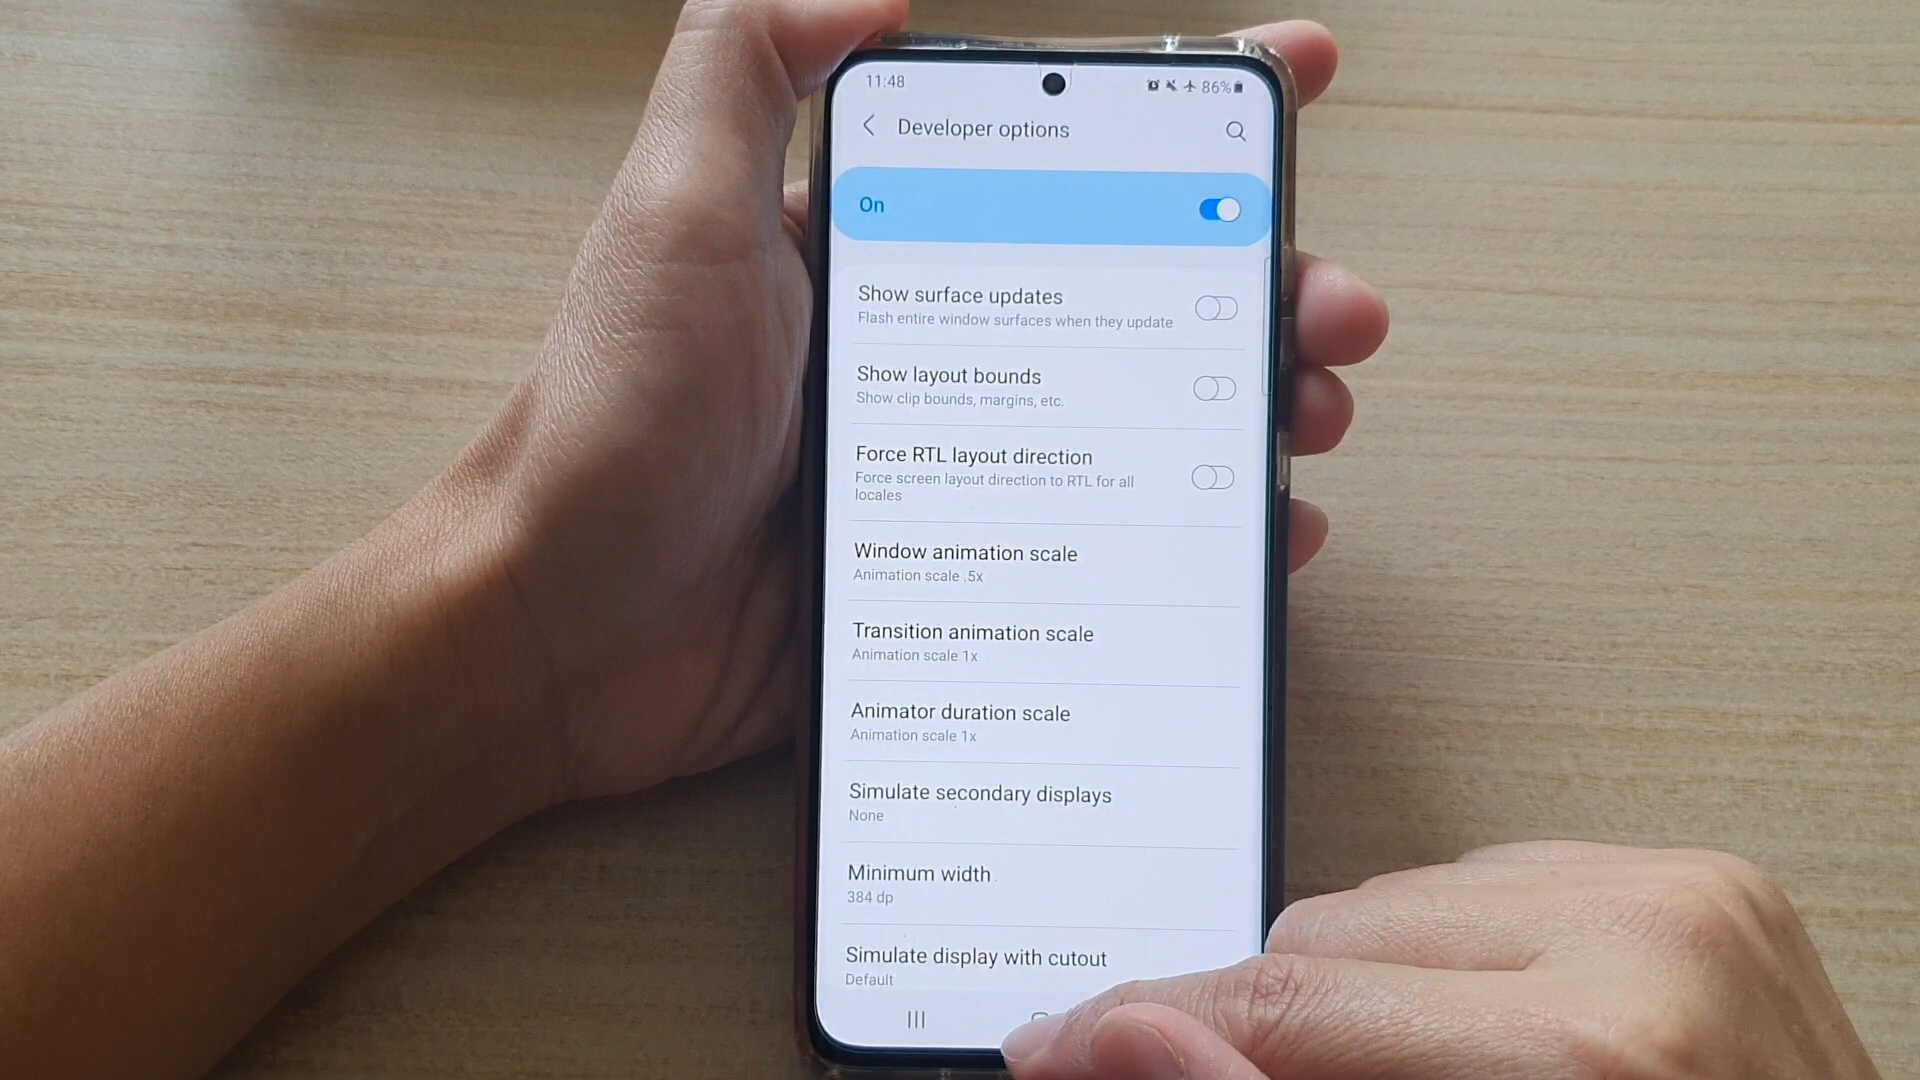 11:48
86%
Developer options
On
Show surface updates
Flash entire window surfaces when they update
Show layout bounds
Show clip bounds, margins, etc.
Force RTL layout direction
Force screen layout direction to RTL for all
locales
Window animation scale
Animation scale .5x
Transition animation scale
Animation scale 1x
Animator duration scale
Animation scale 1x
Simulate secondary displays
None
Minimum width
384 dp
Simulate display with cutout
Default